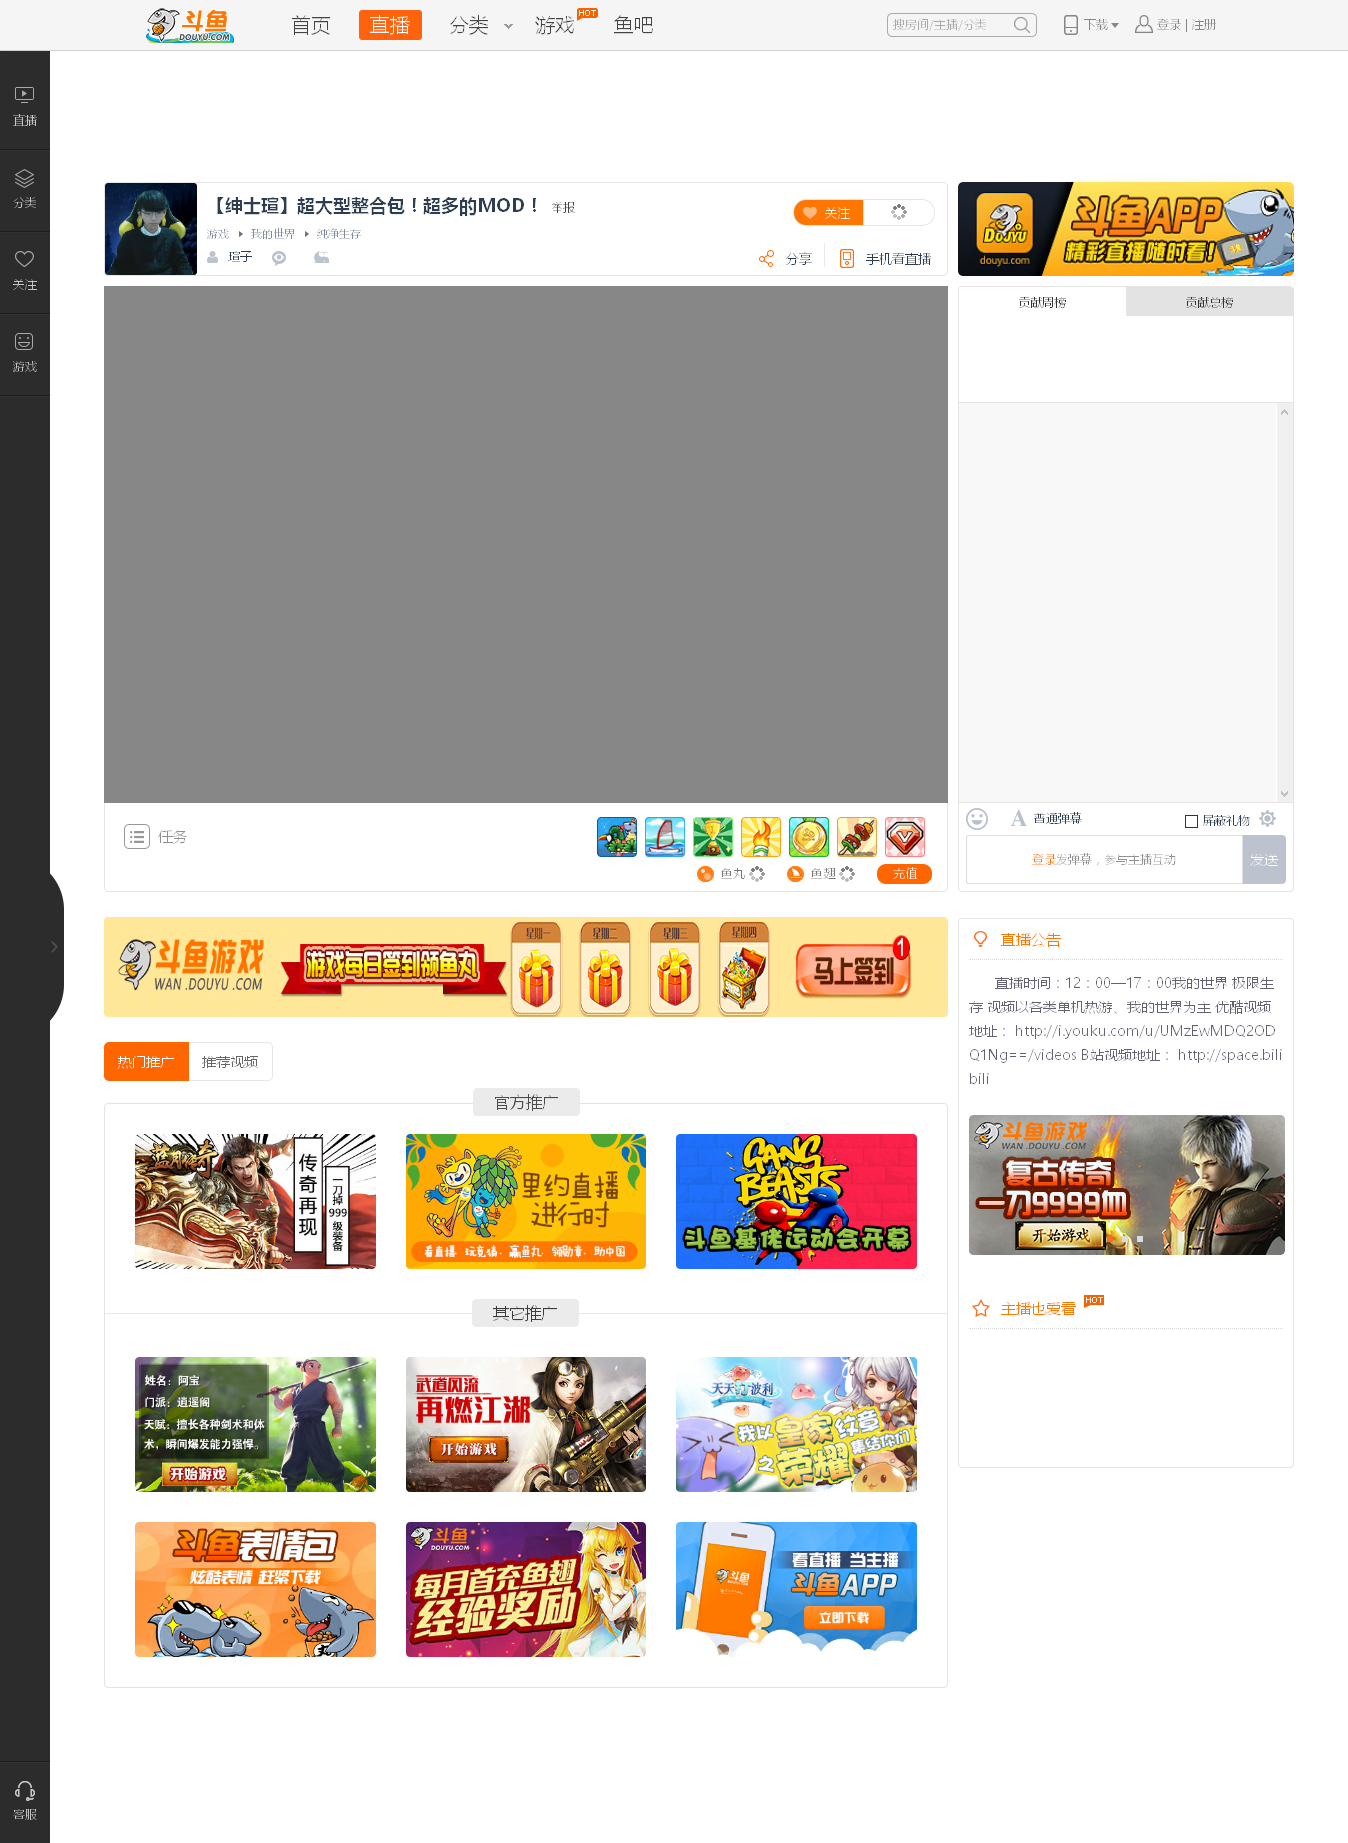 斗鱼
DOUYU.COM
首页
直播
分类
游戏
HOT
鱼吧
搜房间/主播/分类
下载
登录 | 注册
直播
分类
关注
游戏
客服
【绅士瑄】超大型整合包！超多的MOD！
举报
游戏
我的世界
纯净生存
瑄子
关注
分享
手机看直播
DOUYU
douyu.com
斗鱼APP
精彩直播随时看!
贡献周榜
贡献总榜
任务
鱼丸
鱼翅
充值
普通弹幕
屏蔽礼物
登录发弹幕，参与主播互动
发送
斗鱼游戏
WAN.DOUYU.COM
游戏每日签到领鱼丸
星期一
星期二
星期三
星期四
马上签到
1
直播公告
直播时间：12：00—17：00我的世界 极限生
存 视频以各类单机热游、我的世界为主 优酷视频
地址： http://i.youku.com/u/UMzEwMDQ2OD
Q1Ng==/videos B站视频地址： http://space.bili
bili
热门推广
推荐视频
官方推广
蓝月传奇
传奇再现
一刀掉999级装备
里约直播
进行时
看直播、玩竞猜、赢鱼丸、领勋章、助中国
GANG
BEASTS
斗鱼基佬运动会开幕
斗鱼游戏
WAN.DOUYU.COM
复古传奇
一刀9999血
开始游戏
主播也爱看
HOT
其它推广
姓名：阿宝
门派：逍遥阁
天赋：擅长各种剑术和体
术，瞬间爆发能力强悍。
开始游戏
武道风流
再燃江湖
开始游戏
天天打波利
我以皇家纹章
之荣耀集结你们
斗鱼表情包
炫酷表情 赶紧下载
斗鱼
DOUYU.COM
每月首充鱼翅
经验奖励
斗鱼
看直播 当主播
斗鱼APP
立即下载